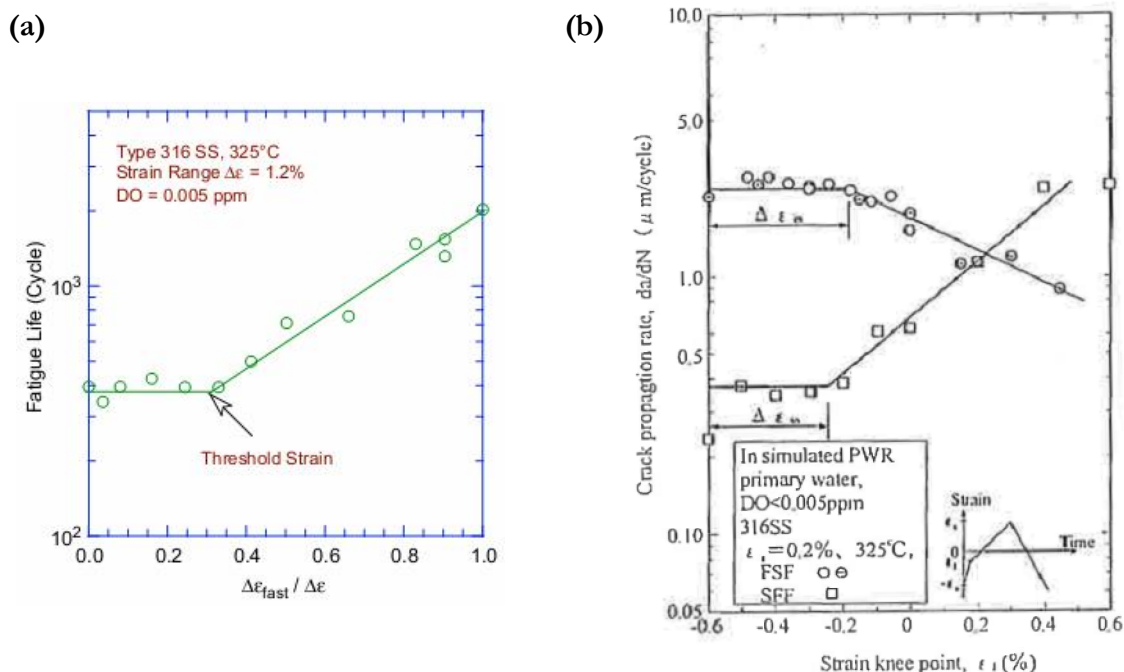 (a)
Type 316 SS, 325°C
Strain Range Δε = 1.2%
DO = 0.005 ppm
10³
10²
Fatigue Life (Cycle)
Threshold Strain
0.0 0.2 0.4 0.6 0.8 1.0
Δε_fast / Δε
(b)
10.0
5.0
1.0
0.5
0.10
0.05
Crack propagtion rate, da/dN (μm/cycle)
Δ ε
Δ ε
In simulated PWR
primary water,
DO<0.005ppm
316SS
=0.2%、325℃,
FSF
Strain
0
Time
-0.6 -0.4 -0.2 0 0.2 0.4 0.6
Strain knee point, (%)